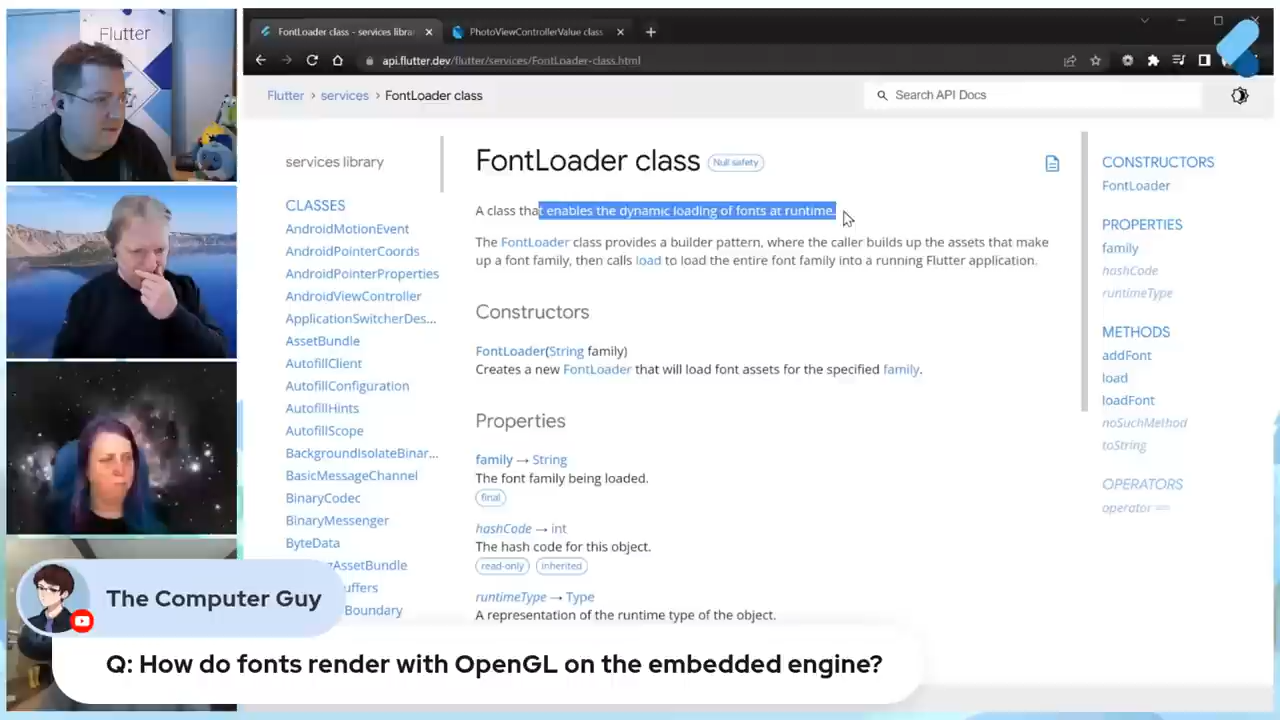 Flutter
FontLoader class - services libra
PhotoViewControllerValue class
api.flutter.dev/flutter/services/FontLoader-class.html
Flutter > services > FontLoader class
Search API Docs
services library
CLASSES
AndroidMotionEvent
AndroidPointerCoords
AndroidPointerProperties
AndroidViewController
ApplicationSwitcherDes...
AssetBundle
AutofillClient
AutofillConfiguration
AutofillHints
AutofillScope
BackgroundIsolateBinar...
BasicMessageChannel
BinaryCodec
BinaryMessenger
ByteData
gAssetBundle
uffers
Boundary
FontLoader class Null safety
A class that enables the dynamic loading of fonts at runtime.
The FontLoader class provides a builder pattern, where the caller builds up the assets that make
up a font family, then calls load to load the entire font family into a running Flutter application.
Constructors
FontLoader(String family)
Creates a new FontLoader that will load font assets for the specified family.
Properties
family → String
The font family being loaded.
final
hashCode → int
The hash code for this object.
read-only inherited
runtimeType → Type
A representation of the runtime type of the object.
CONSTRUCTORS
FontLoader
PROPERTIES
family
hashCode
runtimeType
METHODS
addFont
load
loadFont
noSuchMethod
toString
OPERATORS
operator ==
The Computer Guy
Q: How do fonts render with OpenGL on the embedded engine?